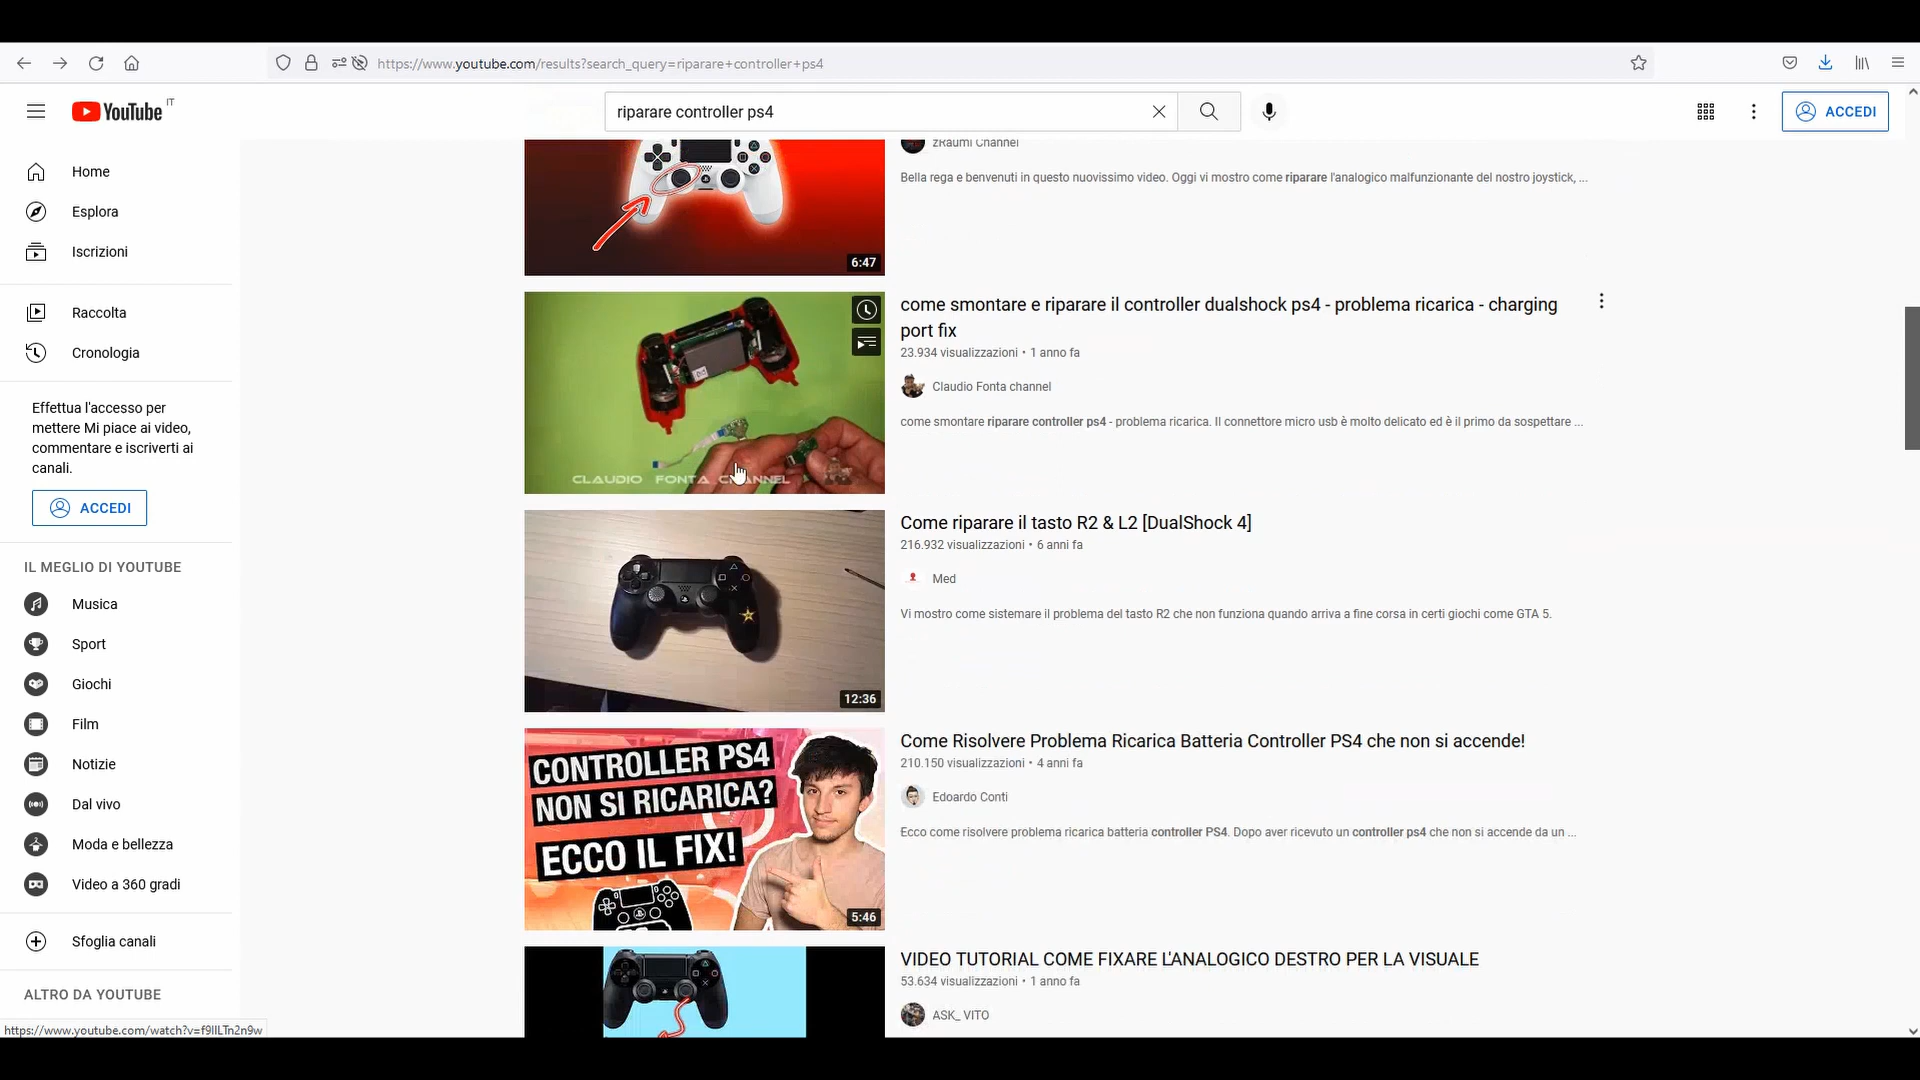 https://www.youtube.com/results?search_query=riparare+controller+ps4
YouTube IT
riparare controller ps4
ACCEDI
Home
Esplora
Iscrizioni
Raccolta
Cronologia
Effettua l'accesso per
mettere Mi piace ai video,
commentare e iscriverti ai
canali.
ACCEDI
IL MEGLIO DI YOUTUBE
Musica
Sport
Giochi
Film
Notizie
Dal vivo
Moda e bellezza
Video a 360 gradi
Sfoglia canali
ALTRO DA YOUTUBE
6:47
zRaumi Channel
Bella rega e benvenuti in questo nuovissimo video. Oggi vi mostro come riparare l'analogico malfunzionante del nostro joystick, ...
CLAUDIO FONTA CHANNEL
come smontare e riparare il controller dualshock ps4 - problema ricarica - charging
port fix
23.934 visualizzazioni • 1 anno fa
Claudio Fonta channel
come smontare riparare controller ps4 - problema ricarica. Il connettore micro usb è molto delicato ed è il primo da sospettare ...
12:36
Come riparare il tasto R2 & L2 [DualShock 4]
216.932 visualizzazioni • 6 anni fa
Med
Vi mostro come sistemare il problema del tasto R2 che non funziona quando arriva a fine corsa in certi giochi come GTA 5.
CONTROLLER PS4
NON SI RICARICA?
ECCO IL FIX!
5:46
Come Risolvere Problema Ricarica Batteria Controller PS4 che non si accende!
210.150 visualizzazioni • 4 anni fa
Edoardo Conti
Ecco come risolvere problema ricarica batteria controller PS4. Dopo aver ricevuto un controller ps4 che non si accende da un ...
VIDEO TUTORIAL COME FIXARE L'ANALOGICO DESTRO PER LA VISUALE
53.634 visualizzazioni • 1 anno fa
ASK_ VITO